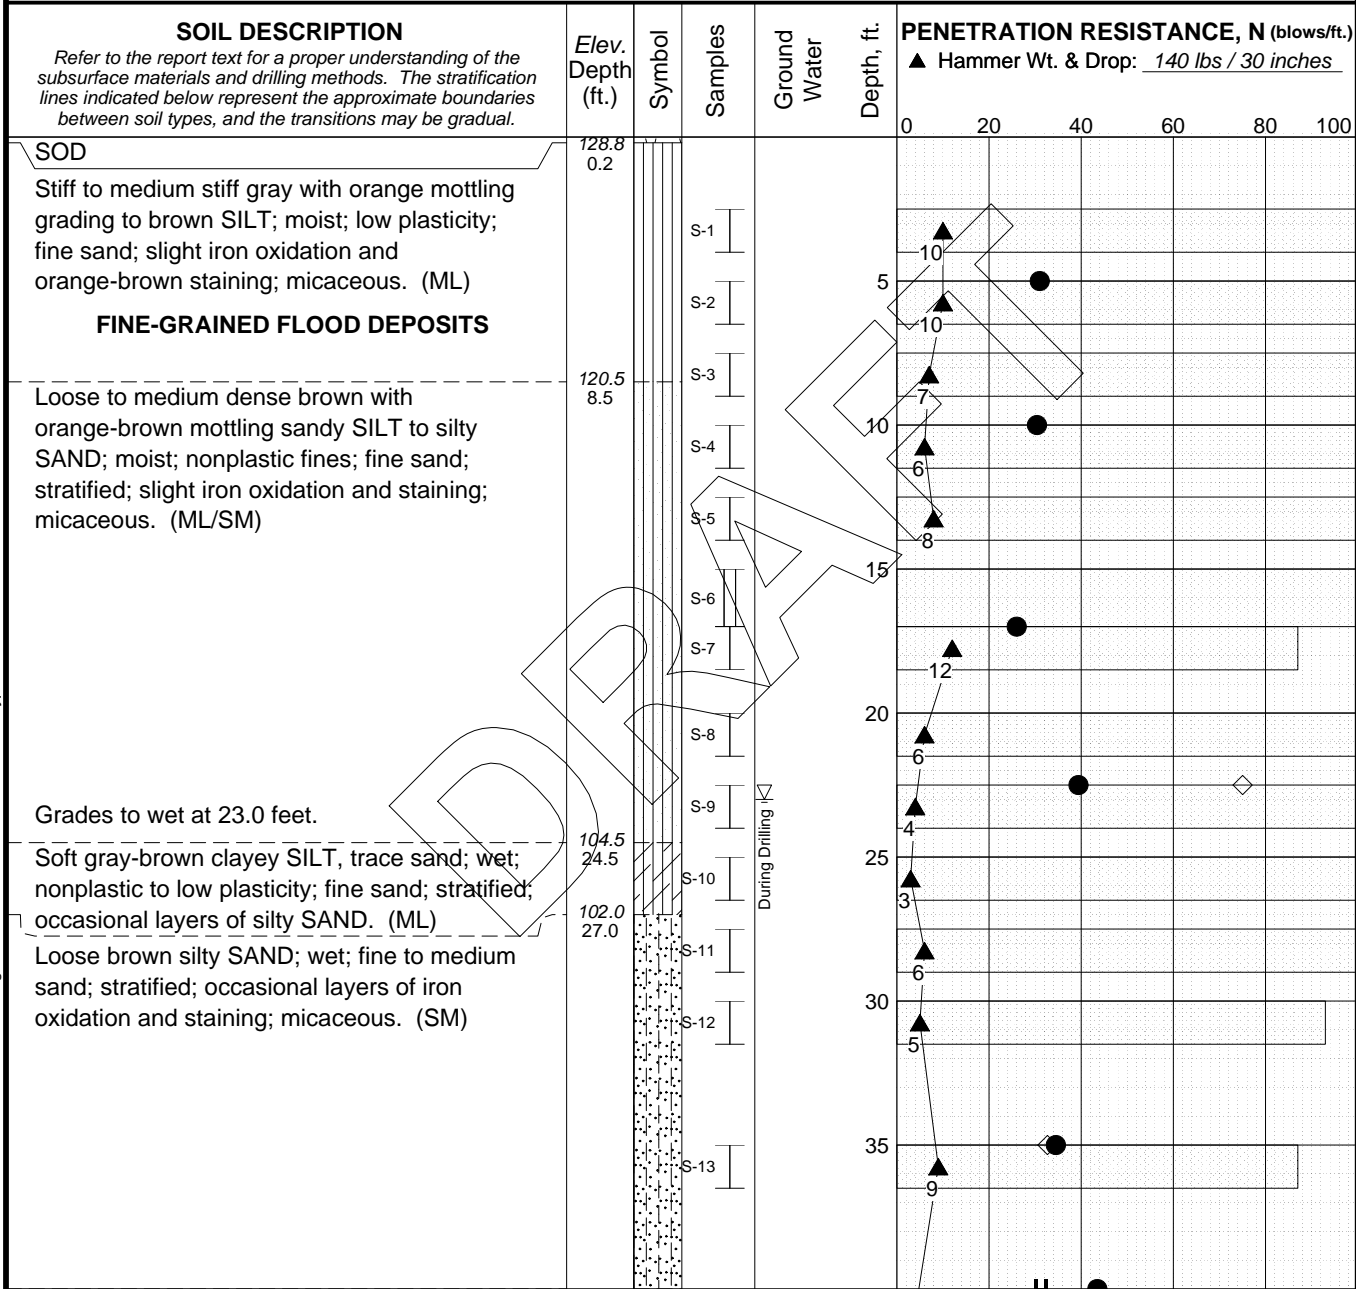 SOIL DESCRIPTION
Refer to the report text for a proper understanding of the
subsurface materials and drilling methods. The stratification
lines indicated below represent the approximate boundaries
between soil types, and the transitions may be gradual.
Elev.
Depth
(ft.)
Symbol
Samples
Ground
Water
Depth, ft.
PENETRATION RESISTANCE, N (blows/ft.)
▲ Hammer Wt. & Drop: 140 lbs / 30 inches
0 20 40 60 80 100
SOD
128.8
0.2
Stiff to medium stiff gray with orange mottling
grading to brown SILT; moist; low plasticity;
fine sand; slight iron oxidation and
orange-brown staining; micaceous. (ML)
FINE-GRAINED FLOOD DEPOSITS
120.5
8.5
Loose to medium dense brown with
orange-brown mottling sandy SILT to silty
SAND; moist; nonplastic fines; fine sand;
stratified; slight iron oxidation and staining;
micaceous. (ML/SM)
Grades to wet at 23.0 feet.
104.5
24.5
Soft gray-brown clayey SILT, trace sand; wet;
nonplastic to low plasticity; fine sand; stratified;
occasional layers of silty SAND. (ML)
102.0
27.0
Loose brown silty SAND; wet; fine to medium
sand; stratified; occasional layers of iron
oxidation and staining; micaceous. (SM)
S-1
S-2
S-3
S-4
S-5
S-6
S-7
S-8
S-9
S-10
S-11
S-12
S-13
During Drilling
5
10
15
20
25
30
35
10
10
7
6
8
12
6
4
3
6
5
9
DRAFT